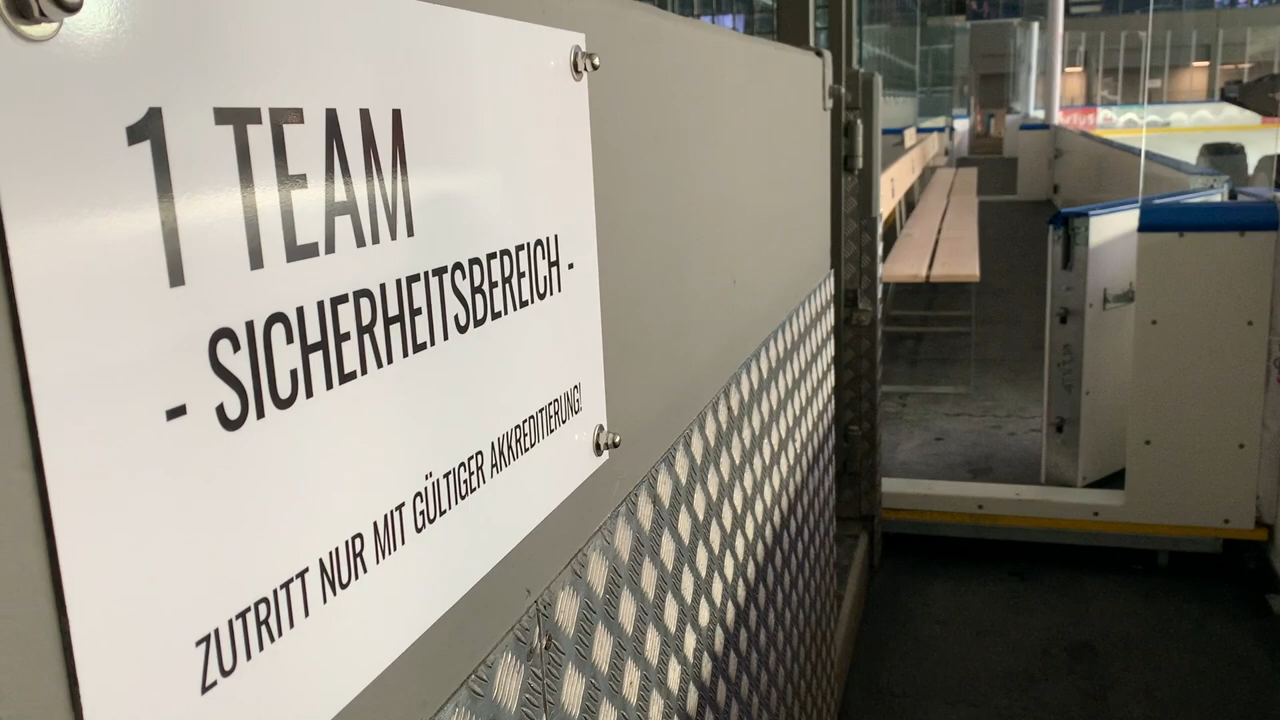 1 TEAM
- SICHERHEITSBEREICH -
ZUTRITT NUR MIT GÜLTIGER AKKREDITIERUNG!